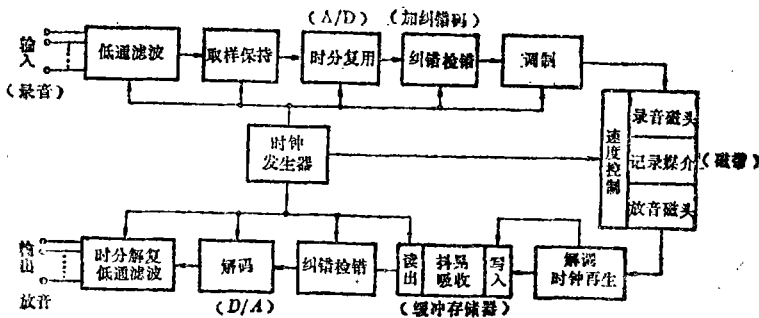 (A/D)
(加纠错码)
输入
(录音)
低通滤波
取样保持
时分复用
纠错检错
调制
时钟
发生器
速度控制
录音磁头
记录媒介
放音磁头
(磁带)
输出
放音
时分解复
低通滤波
解码
(D/A)
纠错检错
读出
抖晃
吸收
写入
(缓冲存储器)
解调
时钟再生